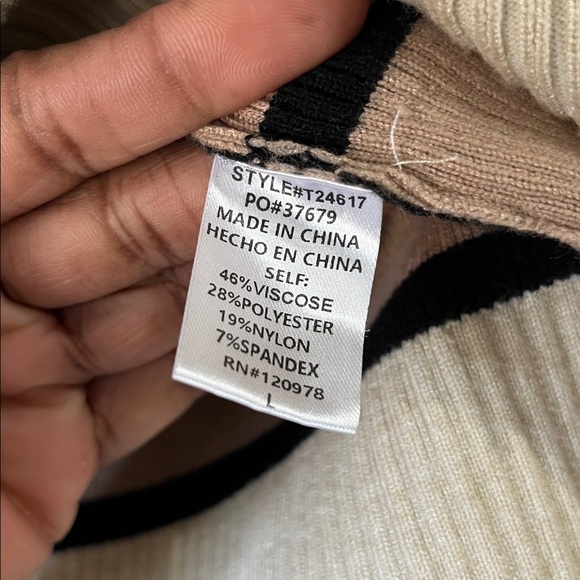 STYLE#T24617
PO#37679
MADE IN CHINA
HECHO EN CHINA
SELF:
46%VISCOSE
28%POLYESTER
19%NYLON
7%SPANDEX
RN#120978
L